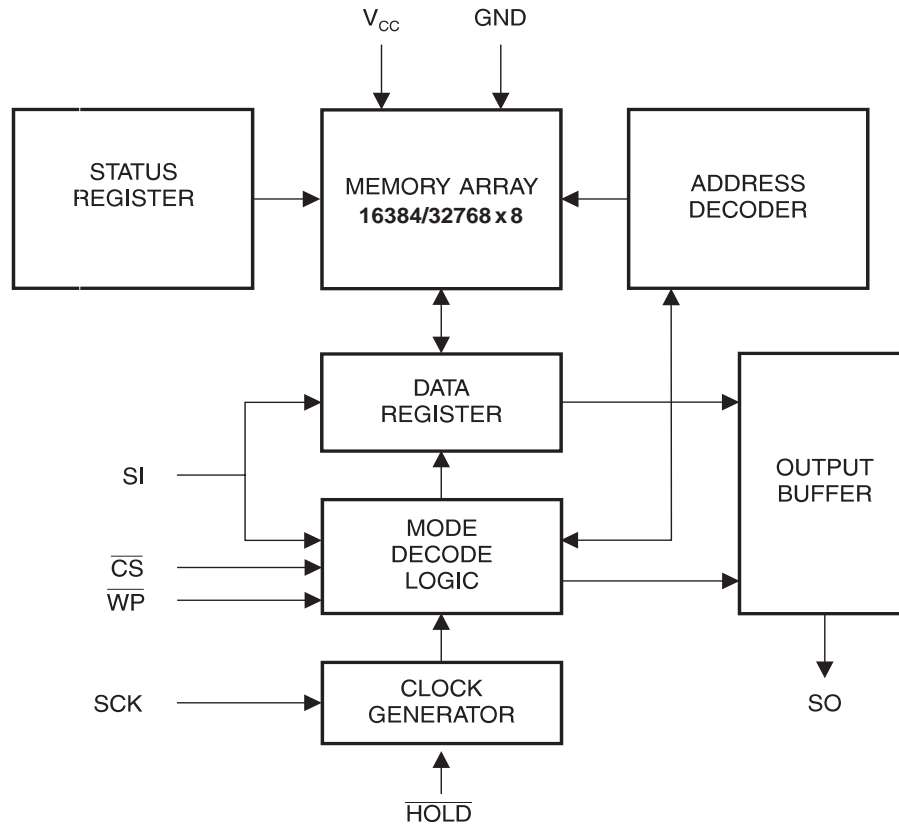 VCC
GND
STATUS
REGISTER
MEMORY ARRAY
16384/32768 x 8
ADDRESS
DECODER
DATA
REGISTER
OUTPUT
BUFFER
SI
MODE
DECODE
LOGIC
CS
WP
SCK
CLOCK
GENERATOR
SO
HOLD